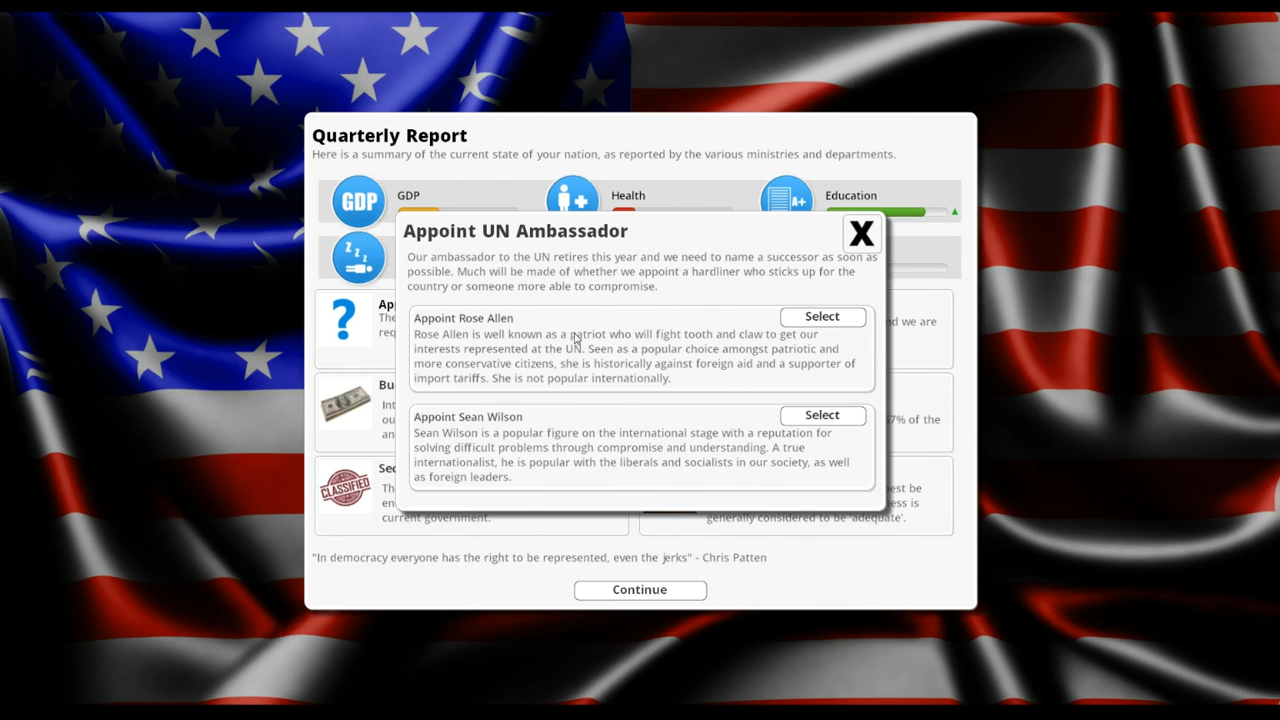 Quarterly Report
Here is a summary of the current state of your nation, as reported by the various ministries and departments.
GDP
GDP
Health
A+
Education
z z z
Appoint UN Ambassador
X
Our ambassador to the UN retires this year and we need to name a successor as soon as
possible. Much will be made of whether we appoint a hardliner who sticks up for the
country or someone more able to compromise.
Appoint Rose Allen
Select
Rose Allen is well known as a patriot who will fight tooth and claw to get our
interests represented at the UN. Seen as a popular choice amongst patriotic and
more conservative citizens, she is historically against foreign aid and a supporter of
import tariffs. She is not popular internationally.
Appoint Sean Wilson
Select
Sean Wilson is a popular figure on the international stage with a reputation for
solving difficult problems through compromise and understanding. A true
internationalist, he is popular with the liberals and socialists in our society, as well
as foreign leaders.
?
we are
of the
CLASSIFIED
be
is
current government.
generally considered to be 'adequate'.
"In democracy everyone has the right to be represented, even the jerks" - Chris Patten
Continue